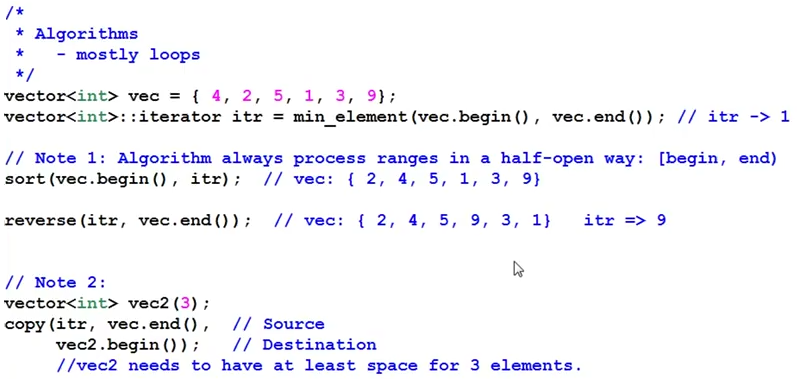 /*
 * Algorithms
 *   - mostly loops
 */
vector<int> vec = { 4, 2, 5, 1, 3, 9};
vector<int>::iterator itr = min_element(vec.begin(), vec.end()); // itr -> 1
// Note 1: Algorithm always process ranges in a half-open way: [begin, end)
sort(vec.begin(), itr);  // vec: { 2, 4, 5, 1, 3, 9}
reverse(itr, vec.end());  // vec: { 2, 4, 5, 9, 3, 1}   itr => 9
// Note 2:
vector<int> vec2(3);
copy(itr, vec.end(),  // Source
     vec2.begin());   // Destination
     //vec2 needs to have at least space for 3 elements.